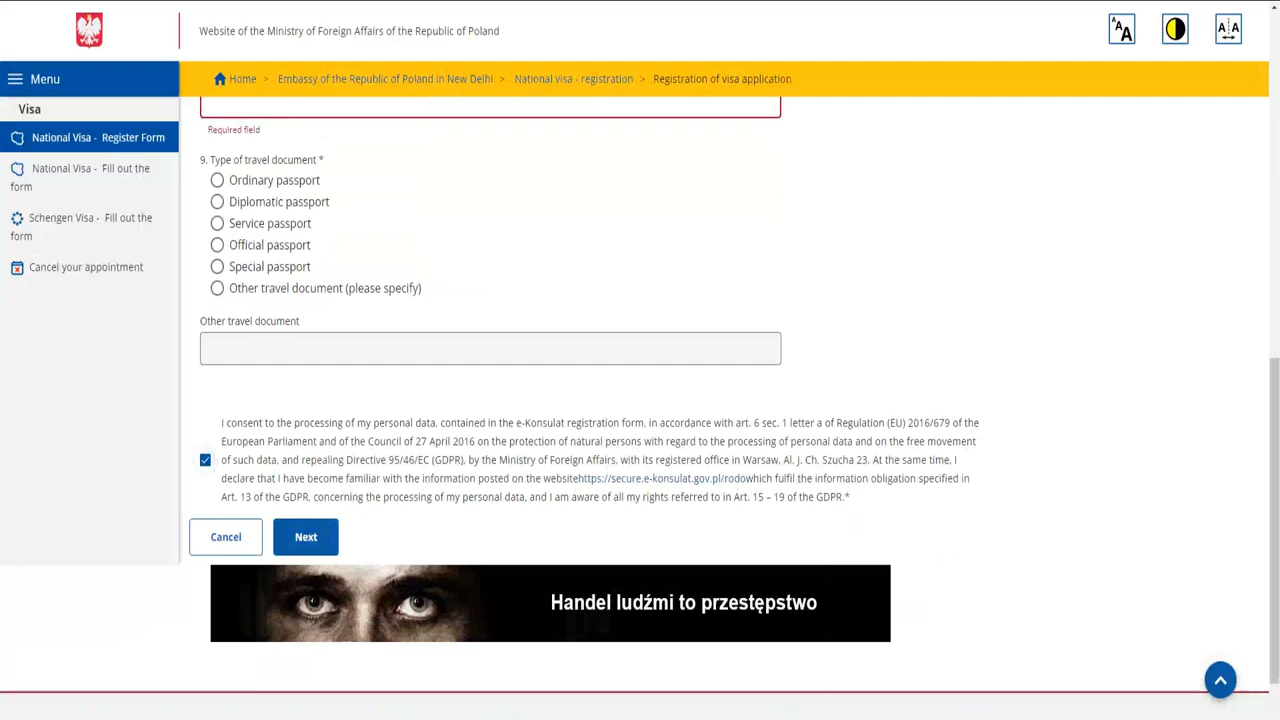 Website of the Ministry of Foreign Affairs of the Republic of Poland
AAA
A A
Menu
Home > Embassy of the Republic of Poland in New Delhi > National visa - registration > Registration of visa application
Visa
National Visa - Register Form
National Visa - Fill out the
form
Schengen Visa - Fill out the
form
Cancel your appointment
Required field
9. Type of travel document *
Ordinary passport
Diplomatic passport
Service passport
Official passport
Special passport
Other travel document (please specify)
Other travel document
I consent to the processing of my personal data, contained in the e-Konsulat registration form, in accordance with art. 6 sec. 1 letter a of Regulation (EU) 2016/679 of the
European Parliament and of the Council of 27 April 2016 on the protection of natural persons with regard to the processing of personal data and on the free movement
of such data, and repealing Directive 95/46/EC (GDPR), by the Ministry of Foreign Affairs, with its registered office in Warsaw, Al. J. Ch. Szucha 23. At the same time, I
declare that I have become familiar with the information posted on the websitehttps://secure.e-konsulat.gov.pl/rodowhich fulfil the information obligation specified in
Art. 13 of the GDPR, concerning the processing of my personal data, and I am aware of all my rights referred to in Art. 15 – 19 of the GDPR.*
Cancel
Next
Handel ludźmi to przestępstwo